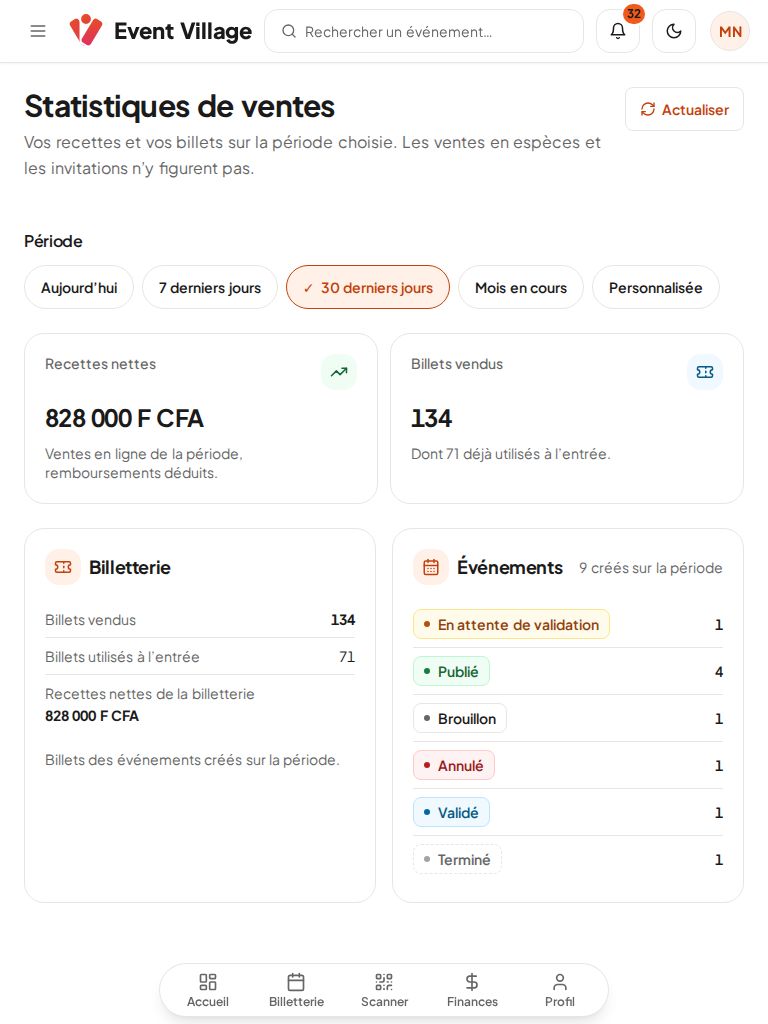 Event Village
Rechercher un événement...
32
MN
Statistiques de ventes
Actualiser
Vos recettes et vos billets sur la période choisie. Les ventes en espèces et
les invitations n'y figurent pas.
Période
Aujourd'hui
7 derniers jours
✓ 30 derniers jours
Mois en cours
Personnalisée
Recettes nettes
828 000 F CFA
Ventes en ligne de la période,
remboursements déduits.
Billets vendus
134
Dont 71 déjà utilisés à l'entrée.
Billetterie
Billets vendus 134
Billets utilisés à l'entrée 71
Recettes nettes de la billetterie
828 000 F CFA
Billets des événements créés sur la période.
Événements 9 créés sur la période
En attente de validation 1
Publié 4
Brouillon 1
Annulé 1
Validé 1
Terminé 1
Accueil
Billetterie
Scanner
Finances
Profil